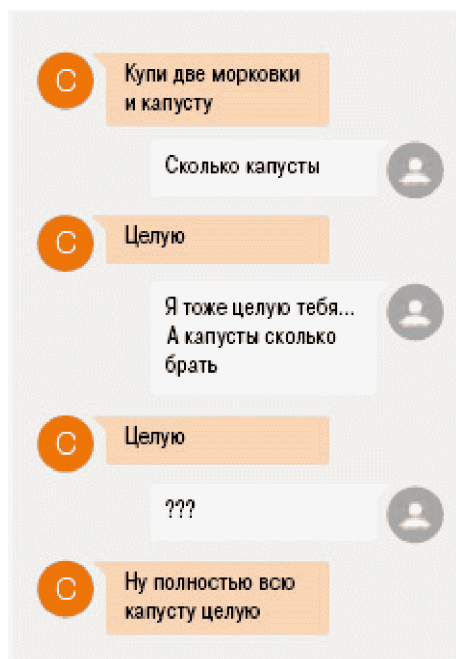 С
Купи две морковки
и капусту
Сколько капусты
С
Целую
Я тоже целую тебя...
А капусты сколько
брать
С
Целую
???
С
Ну полностью всю
капусту целую